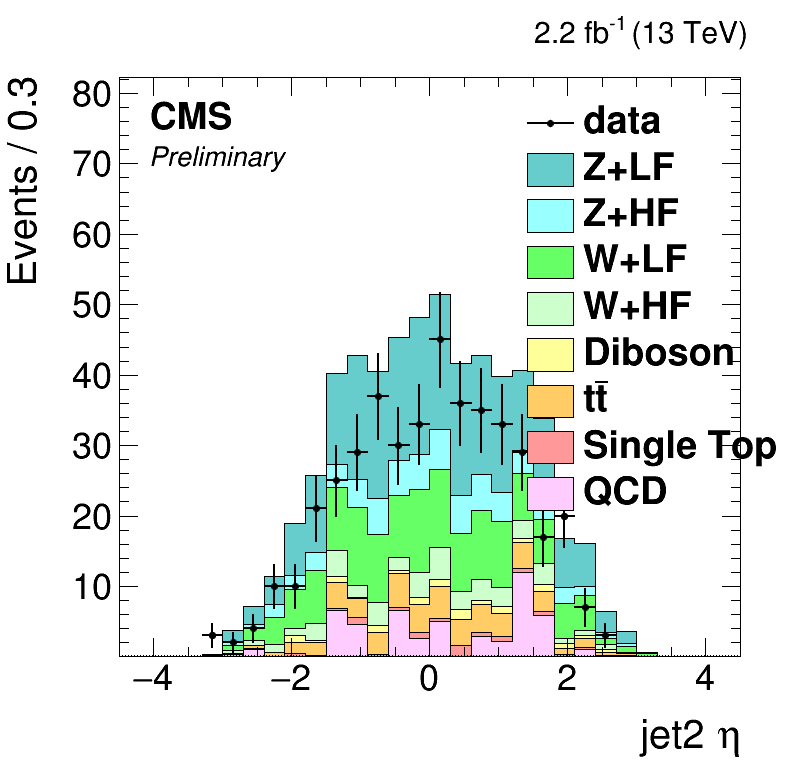 2.2 fb-1 (13 TeV)
CMS
Preliminary
Events / 0.3
80
70
60
50
40
30
20
10
data
Z+LF
Z+HF
W+LF
W+HF
Diboson
tt̄
Single Top
QCD
−4
−2
0
2
4
jet2 η